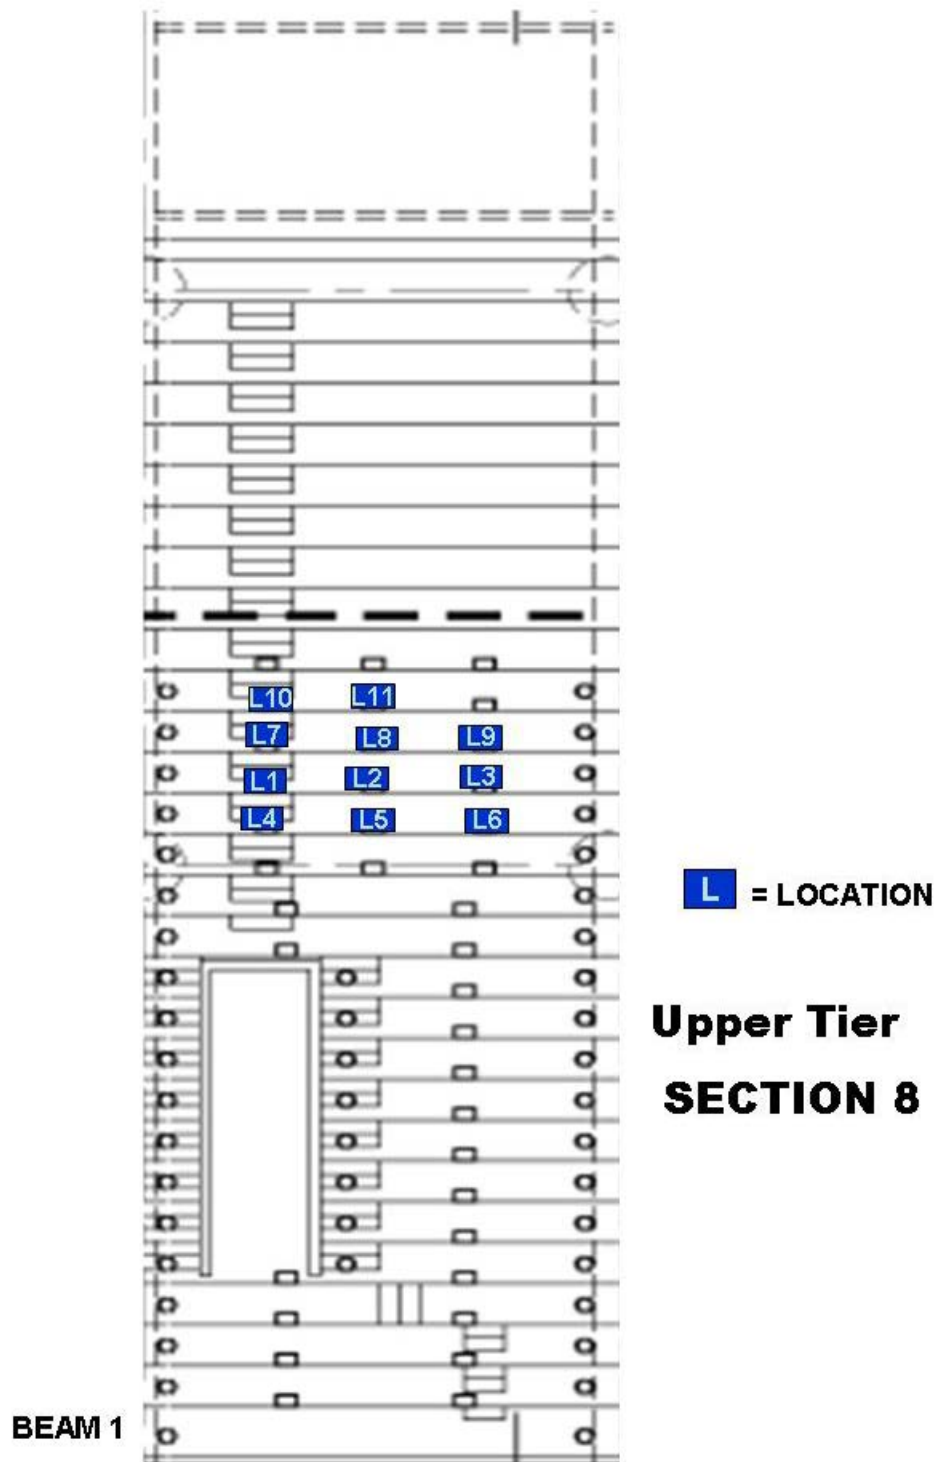 L10 L11
L7 L8 L9
L1 L2 L3
L4 L5 L6
L = LOCATION
Upper Tier
SECTION 8
BEAM 1